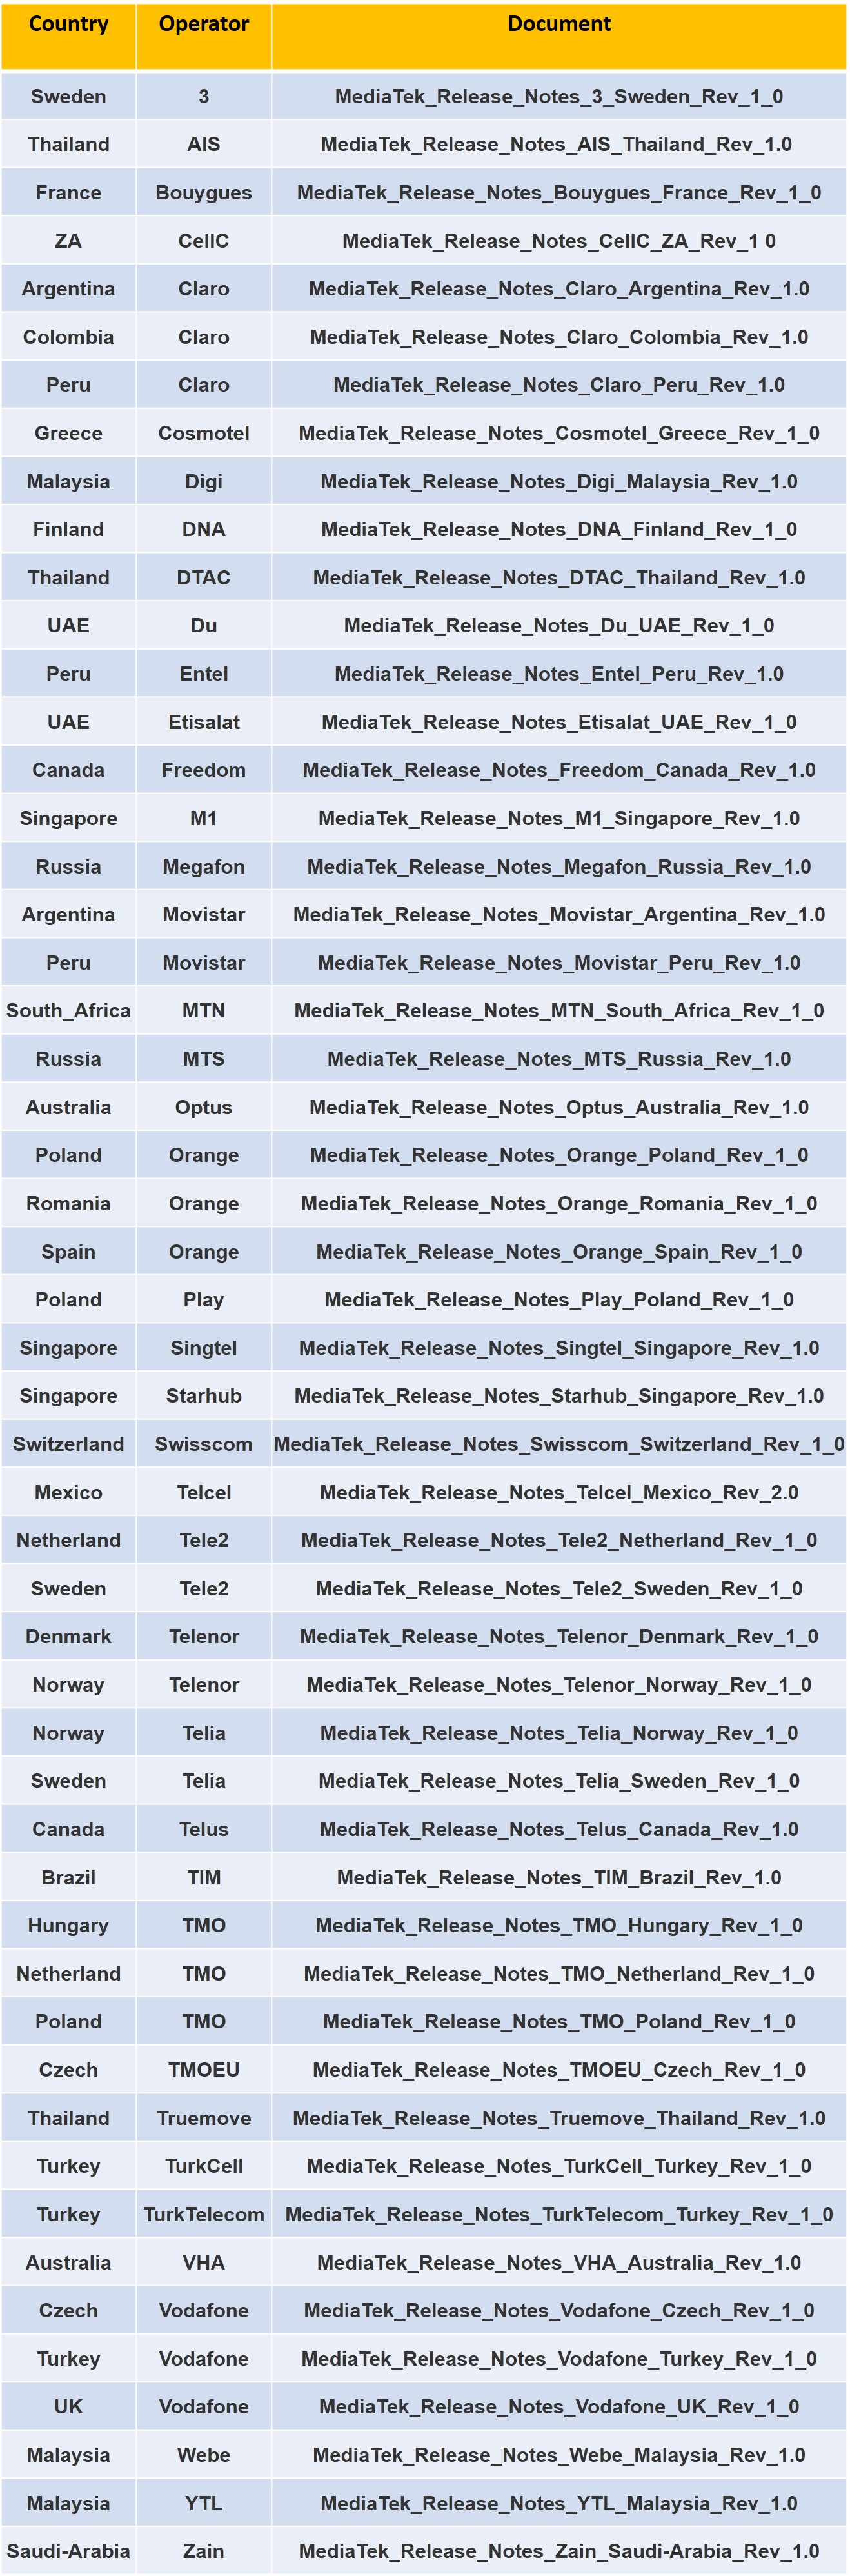 Country Operator Document
Sweden 3 MediaTek_Release_Notes_3_Sweden_Rev_1_0
Thailand AIS MediaTek_Release_Notes_AIS_Thailand_Rev_1.0
France Bouygues MediaTek_Release_Notes_Bouygues_France_Rev_1_0
ZA CellC MediaTek_Release_Notes_CellC_ZA_Rev_1 0
Argentina Claro MediaTek_Release_Notes_Claro_Argentina_Rev_1.0
Colombia Claro MediaTek_Release_Notes_Claro_Colombia_Rev_1.0
Peru Claro MediaTek_Release_Notes_Claro_Peru_Rev_1.0
Greece Cosmotel MediaTek_Release_Notes_Cosmotel_Greece_Rev_1_0
Malaysia Digi MediaTek_Release_Notes_Digi_Malaysia_Rev_1.0
Finland DNA MediaTek_Release_Notes_DNA_Finland_Rev_1_0
Thailand DTAC MediaTek_Release_Notes_DTAC_Thailand_Rev_1.0
UAE Du MediaTek_Release_Notes_Du_UAE_Rev_1_0
Peru Entel MediaTek_Release_Notes_Entel_Peru_Rev_1.0
UAE Etisalat MediaTek_Release_Notes_Etisalat_UAE_Rev_1_0
Canada Freedom MediaTek_Release_Notes_Freedom_Canada_Rev_1.0
Singapore M1 MediaTek_Release_Notes_M1_Singapore_Rev_1.0
Russia Megafon MediaTek_Release_Notes_Megafon_Russia_Rev_1.0
Argentina Movistar MediaTek_Release_Notes_Movistar_Argentina_Rev_1.0
Peru Movistar MediaTek_Release_Notes_Movistar_Peru_Rev_1.0
South_Africa MTN MediaTek_Release_Notes_MTN_South_Africa_Rev_1_0
Russia MTS MediaTek_Release_Notes_MTS_Russia_Rev_1.0
Australia Optus MediaTek_Release_Notes_Optus_Australia_Rev_1.0
Poland Orange MediaTek_Release_Notes_Orange_Poland_Rev_1_0
Romania Orange MediaTek_Release_Notes_Orange_Romania_Rev_1_0
Spain Orange MediaTek_Release_Notes_Orange_Spain_Rev_1_0
Poland Play MediaTek_Release_Notes_Play_Poland_Rev_1_0
Singapore Singtel MediaTek_Release_Notes_Singtel_Singapore_Rev_1.0
Singapore Starhub MediaTek_Release_Notes_Starhub_Singapore_Rev_1.0
Switzerland Swisscom MediaTek_Release_Notes_Swisscom_Switzerland_Rev_1_0
Mexico Telcel MediaTek_Release_Notes_Telcel_Mexico_Rev_2.0
Netherland Tele2 MediaTek_Release_Notes_Tele2_Netherland_Rev_1_0
Sweden Tele2 MediaTek_Release_Notes_Tele2_Sweden_Rev_1_0
Denmark Telenor MediaTek_Release_Notes_Telenor_Denmark_Rev_1_0
Norway Telenor MediaTek_Release_Notes_Telenor_Norway_Rev_1_0
Norway Telia MediaTek_Release_Notes_Telia_Norway_Rev_1_0
Sweden Telia MediaTek_Release_Notes_Telia_Sweden_Rev_1_0
Canada Telus MediaTek_Release_Notes_Telus_Canada_Rev_1.0
Brazil TIM MediaTek_Release_Notes_TIM_Brazil_Rev_1.0
Hungary TMO MediaTek_Release_Notes_TMO_Hungary_Rev_1_0
Netherland TMO MediaTek_Release_Notes_TMO_Netherland_Rev_1_0
Poland TMO MediaTek_Release_Notes_TMO_Poland_Rev_1_0
Czech TMOEU MediaTek_Release_Notes_TMOEU_Czech_Rev_1_0
Thailand Truemove MediaTek_Release_Notes_Truemove_Thailand_Rev_1.0
Turkey TurkCell MediaTek_Release_Notes_TurkCell_Turkey_Rev_1_0
Turkey TurkTelecom MediaTek_Release_Notes_TurkTelecom_Turkey_Rev_1_0
Australia VHA MediaTek_Release_Notes_VHA_Australia_Rev_1.0
Czech Vodafone MediaTek_Release_Notes_Vodafone_Czech_Rev_1_0
Turkey Vodafone MediaTek_Release_Notes_Vodafone_Turkey_Rev_1_0
UK Vodafone MediaTek_Release_Notes_Vodafone_UK_Rev_1_0
Malaysia Webe MediaTek_Release_Notes_Webe_Malaysia_Rev_1.0
Malaysia YTL MediaTek_Release_Notes_YTL_Malaysia_Rev_1.0
Saudi-Arabia Zain MediaTek_Release_Notes_Zain_Saudi-Arabia_Rev_1.0